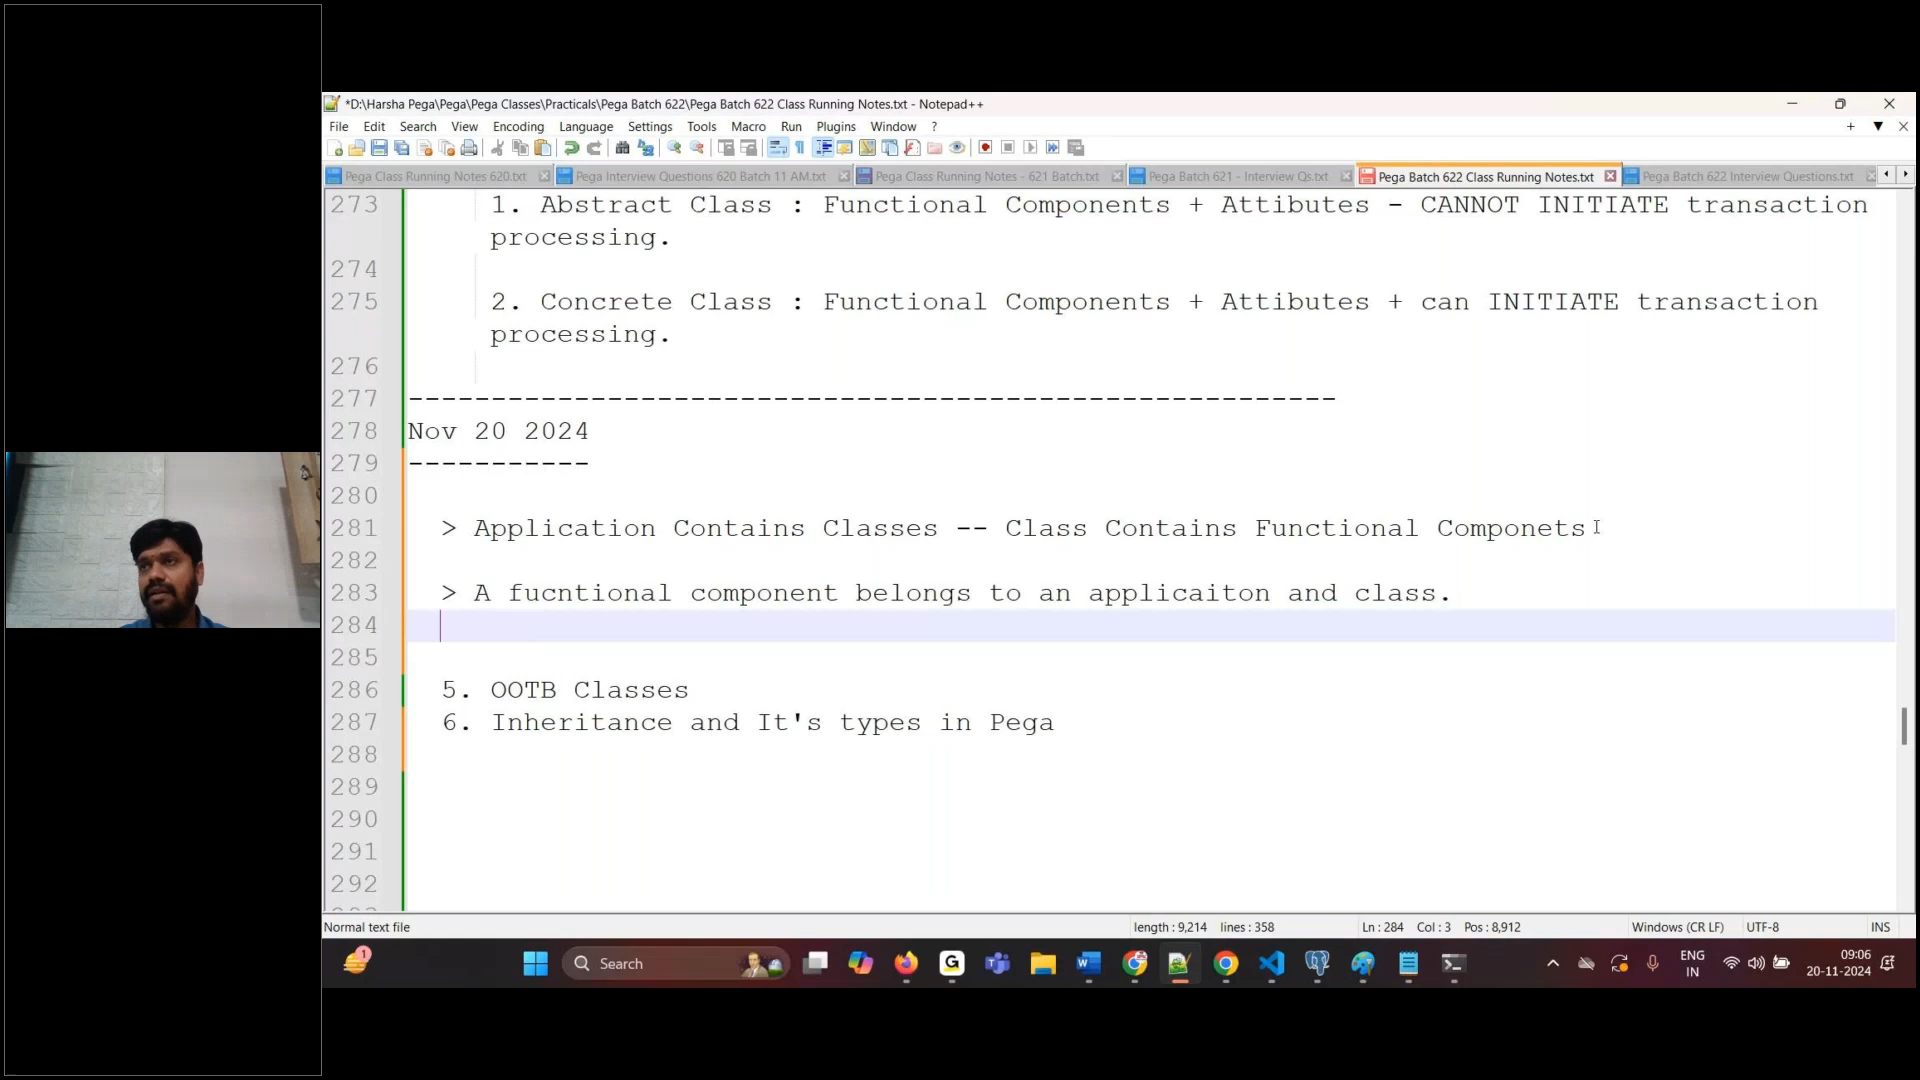 *D:\Harsha Pega\Pega\Pega Classes\Practicals\Pega Batch 622\Pega Batch 622 Class Running Notes.txt - Notepad++
File Edit Search View Encoding Language Settings Tools Macro Run Plugins Window ?
Pega Class Running Notes 620.txt Pega Interview Questions 620 Batch 11 AM.txt Pega Class Running Notes - 621 Batch.txt Pega Batch 621 - Interview Qs.txt Pega Batch 622 Class Running Notes.txt Pega Batch 622 Interview Questions.txt
273 1. Abstract Class : Functional Components + Attibutes - CANNOT INITIATE transaction
processing.
274
275 2. Concrete Class : Functional Components + Attibutes + can INITIATE transaction
processing.
276
277 --------------------------------------------------------
278 Nov 20 2024
279 -----------
280
281 > Application Contains Classes -- Class Contains Functional Componets
282
283 > A fucntional component belongs to an applicaiton and class.
284
285
286 5. OOTB Classes
287 6. Inheritance and It's types in Pega
288
289
290
291
292
Normal text file length : 9,214 lines : 358 Ln : 284 Col : 3 Pos : 8,912 Windows (CR LF) UTF-8 INS
1 Search ENG 09:06
IN 20-11-2024